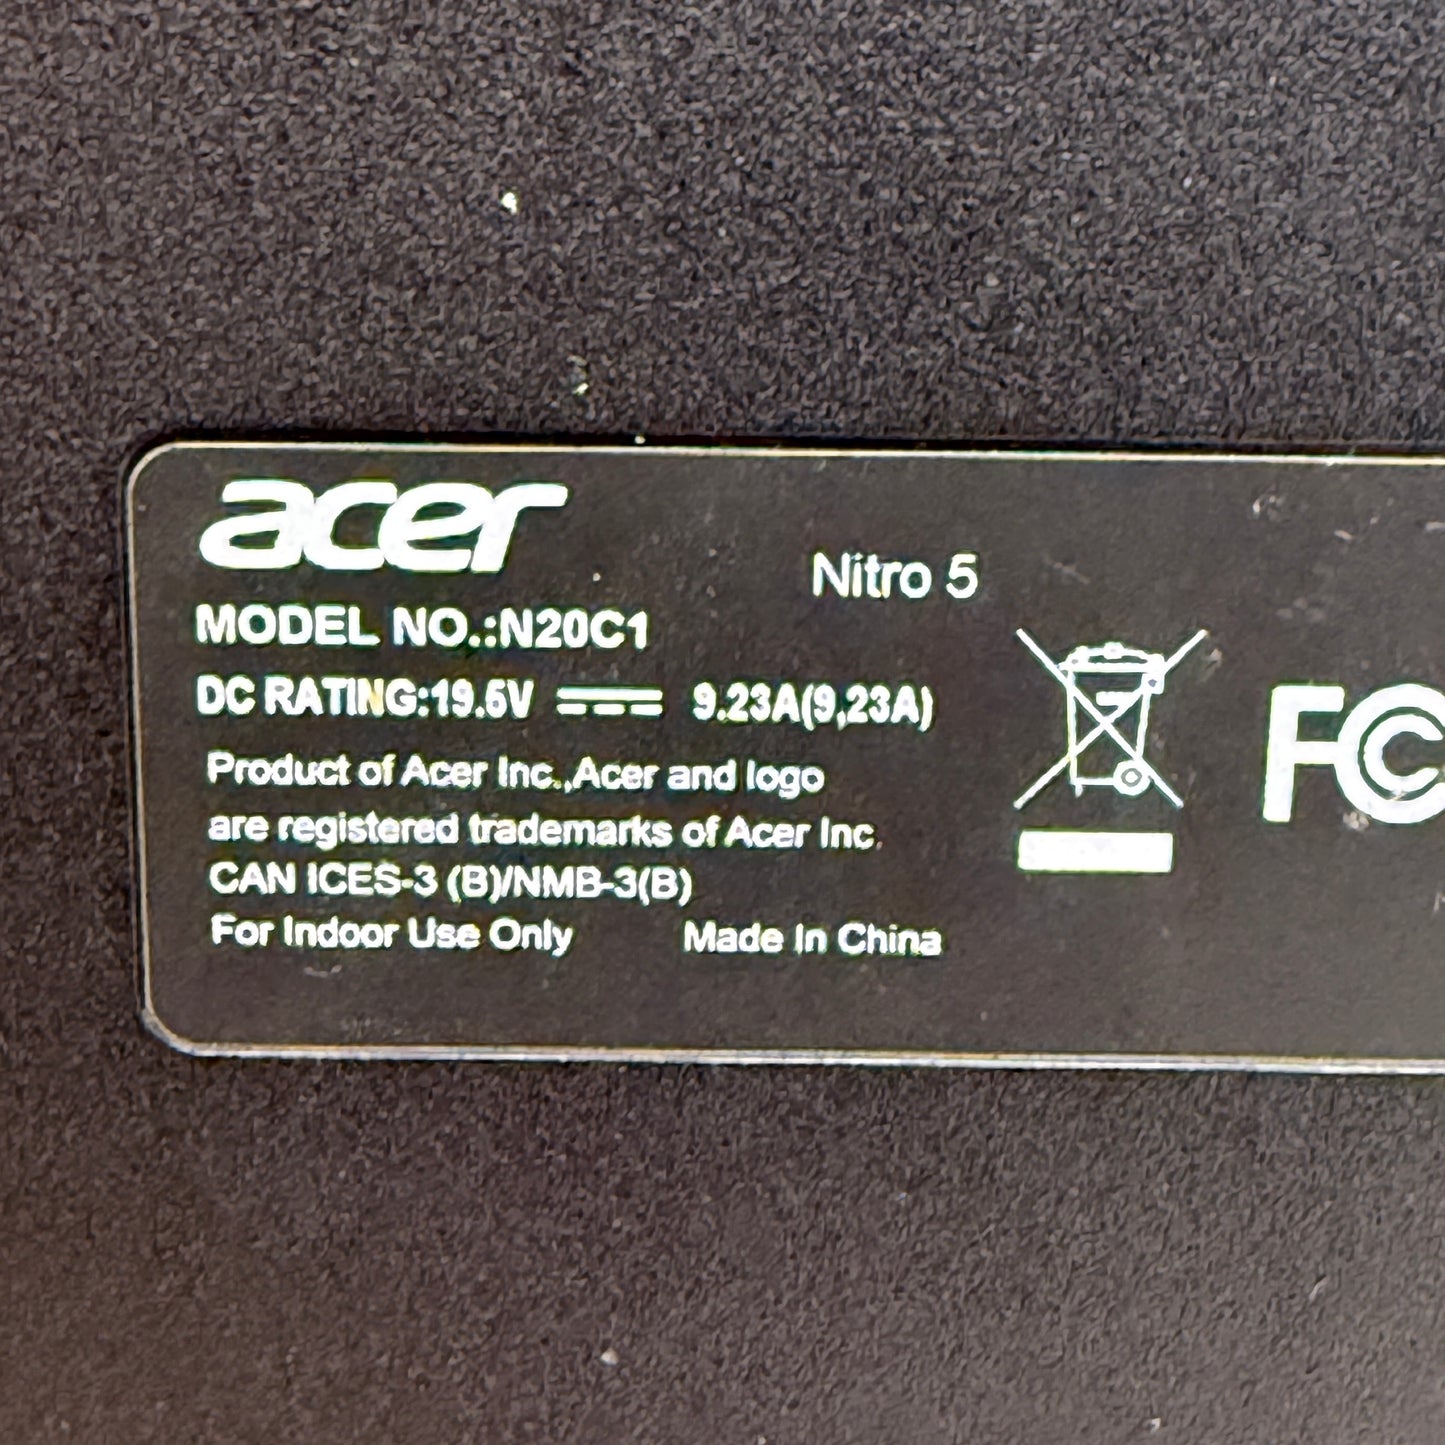 acer
Nitro 5
MODEL NO.:N20C1
DC RATING:19.5V 9.23A(9,23A)
Product of Acer Inc.,Acer and logo
are registered trademarks of Acer Inc.
CAN ICES-3 (B)/NMB-3(B)
For Indoor Use Only Made In China
FC